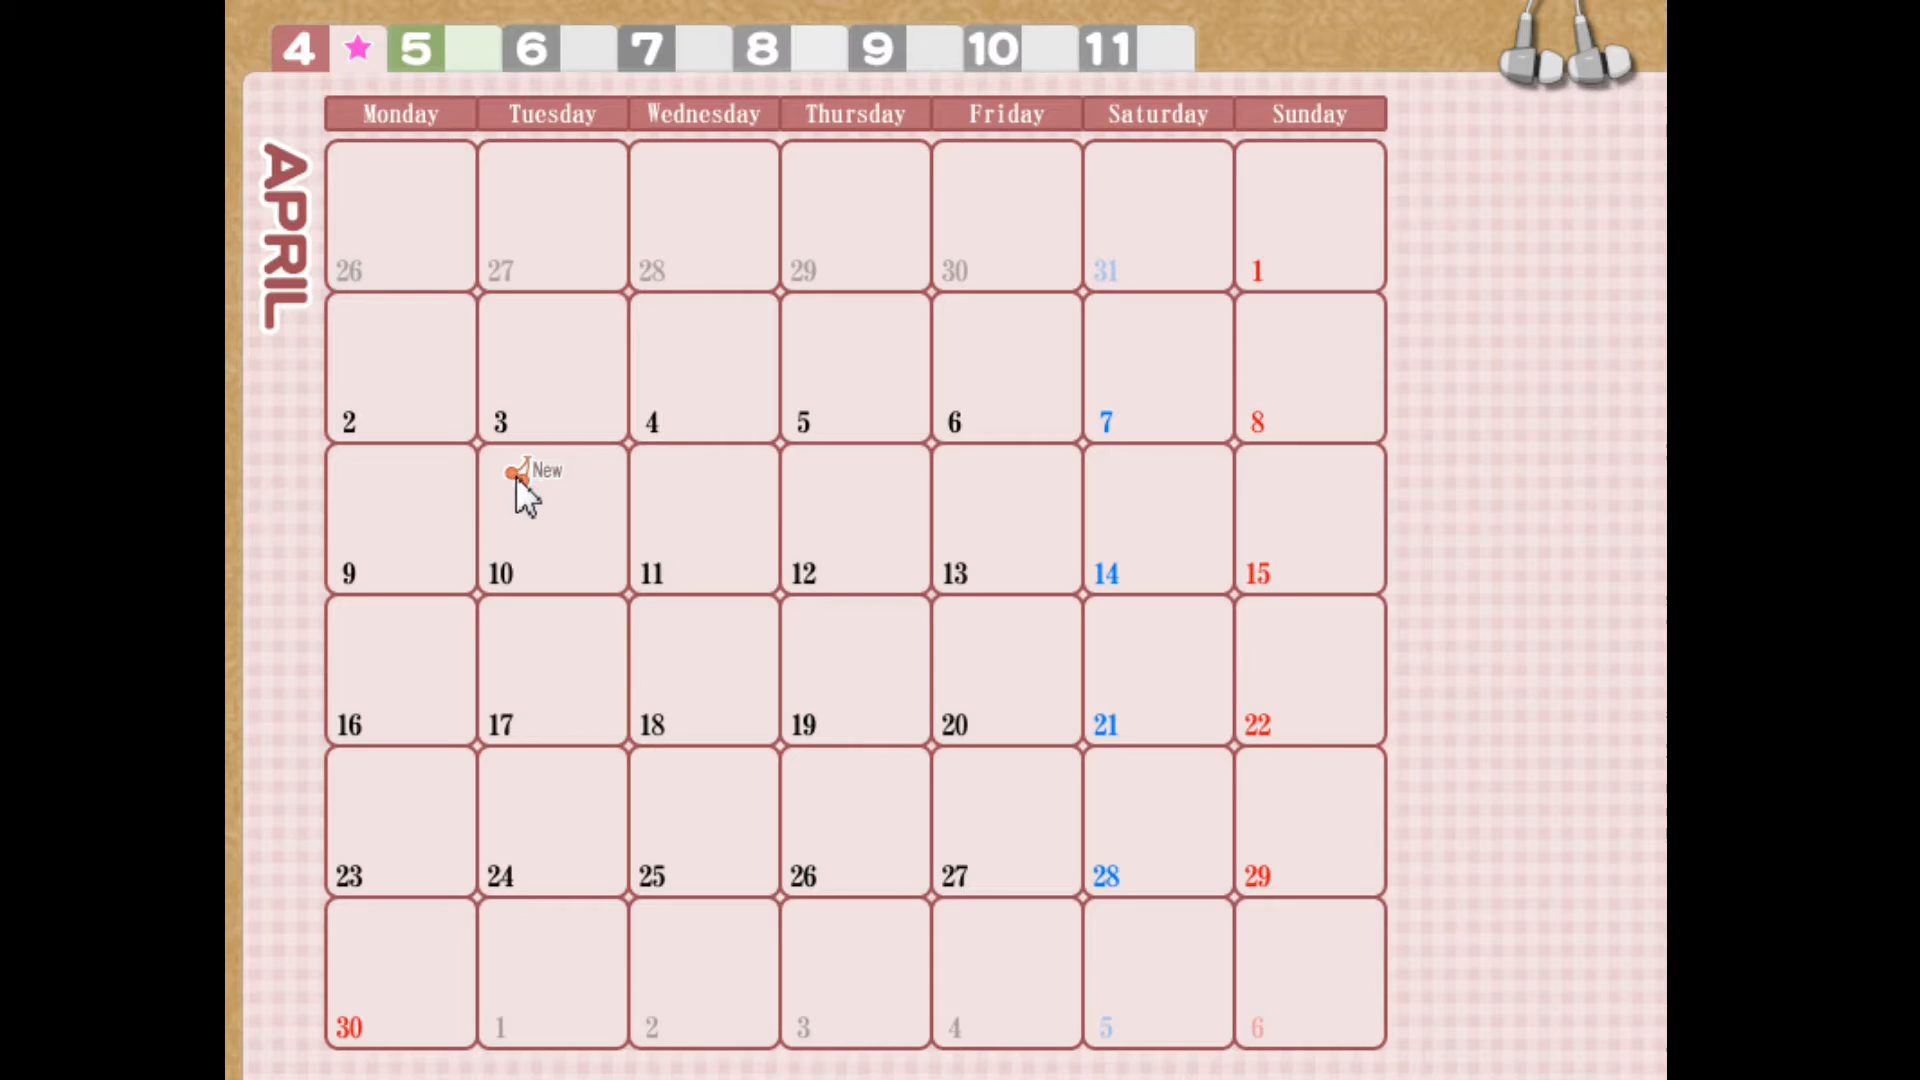 4 5 6 7 8 9 10 11
Monday Tuesday Wednesday Thursday Friday Saturday Sunday
APRIL
26 27 28 29 30 31 1
2 3 4 5 6 7 8
New
9 10 11 12 13 14 15
16 17 18 19 20 21 22
23 24 25 26 27 28 29
30 1 2 3 4 5 6